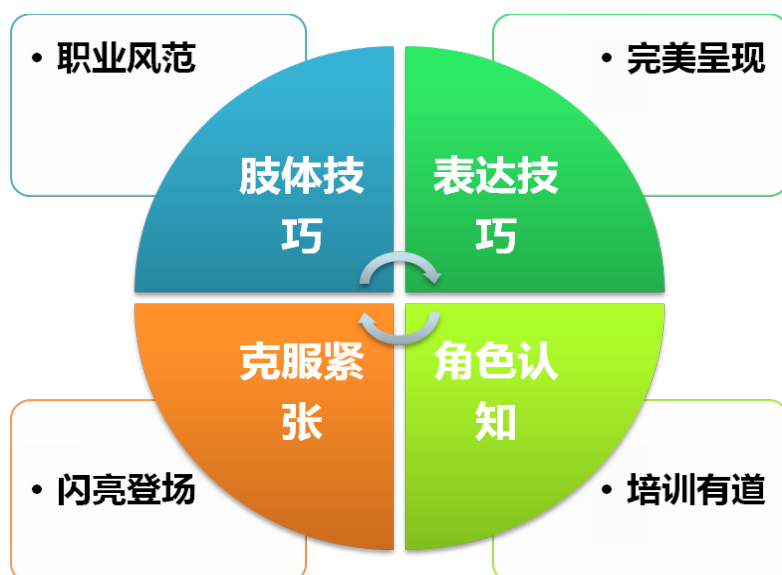 • 职业风范
• 完美呈现
肢体技
巧
表达技
巧
克服紧
张
角色认
知
• 闪亮登场
• 培训有道